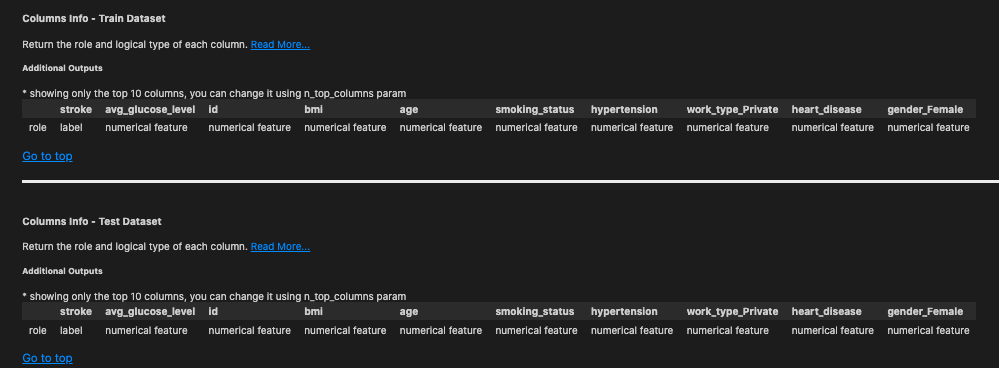 Columns Info - Train Dataset
Return the role and logical type of each column. Read More...
Additional Outputs
* showing only the top 10 columns, you can change it using n_top_columns param
stroke avg_glucose_level id bmi age smoking_status hypertension work_type_Private heart_disease gender_Female
role label numerical feature numerical feature numerical feature numerical feature numerical feature numerical feature numerical feature numerical feature numerical feature
Go to top
Columns Info - Test Dataset
Return the role and logical type of each column. Read More...
Additional Outputs
* showing only the top 10 columns, you can change it using n_top_columns param
stroke avg_glucose_level id bmi age smoking_status hypertension work_type_Private heart_disease gender_Female
role label numerical feature numerical feature numerical feature numerical feature numerical feature numerical feature numerical feature numerical feature numerical feature
Go to top